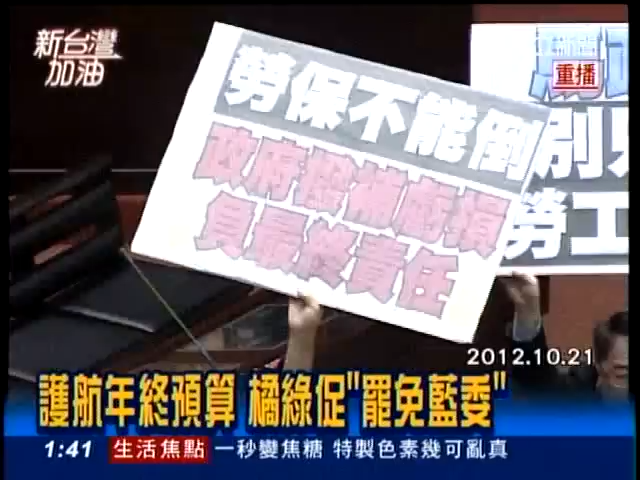 新台灣
加油
重播
勞保不能倒
政府撥補虧損
負最終責任
別
勞工
2012.10.21
護航年終預算 橘綠促"罷免藍委"
1:41 生活焦點 一秒變焦糖 特製色素幾可亂真